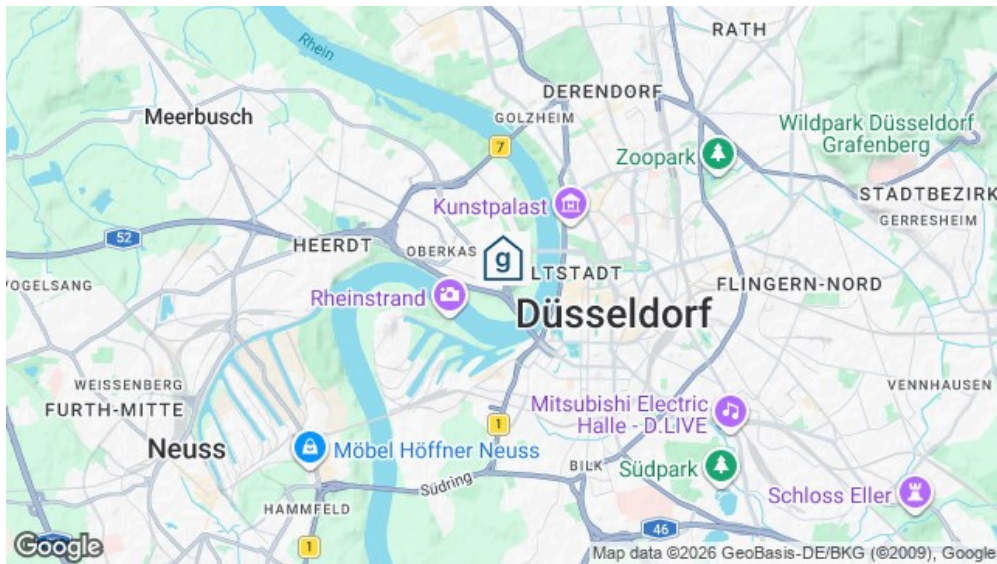 RATH
Rhein
DERENDORF
Meerbusch
GOLZHEIM
Wildpark Düsseldorf
Grafenberg
7
Zoopark
STADTBEZIRK
Kunstpalast
GERRESHEIM
52
HEERDT
OBERKAS
g
LTSTADT
VOGELSANG
FLINGERN-NORD
Rheinstrand
Düsseldorf
WEISSENBERG
VENNHAUSEN
FURTH-MITTE
Mitsubishi Electric
Halle - D.LIVE
1
Neuss
Möbel Höffner Neuss
BILK
Südpark
Südring
Schloss Eller
HAMMFELD
46
1
Google
Map data ©2026 GeoBasis-DE/BKG (©2009), Google